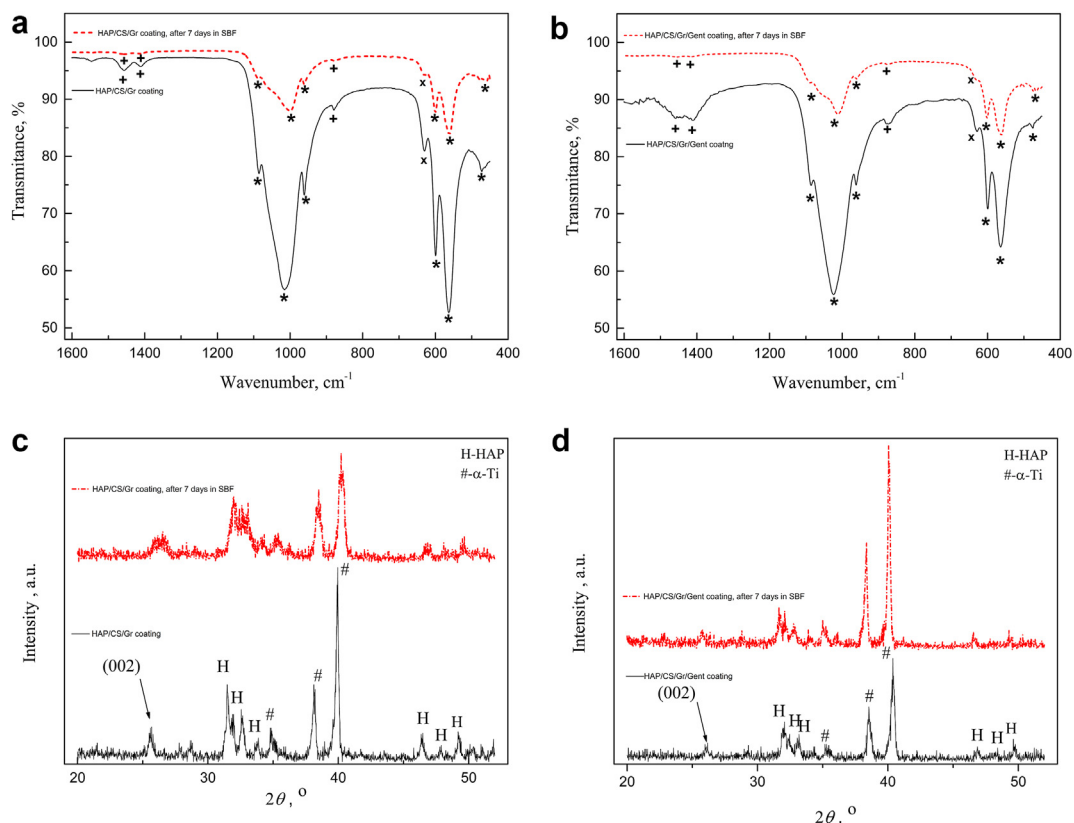 a
HAP/CS/Gr coating, after 7 days in SBF
HAP/CS/Gr coating
Transmitance, %
100
90
80
70
60
50
1600
1400
1200
1000
800
600
400
Wavenumber, cm⁻¹
b
HAP/CS/Gr/Gent coating, after 7 days in SBF
HAP/CS/Gr/Gent coatng
Transmitance, %
100
90
80
70
60
50
1600
1400
1200
1000
800
600
400
Wavenumber, cm⁻¹
c
H-HAP
#-α-Ti
HAP/CS/Gr coating, after 7 days in SBF
HAP/CS/Gr coating
(002)
H
H
H
H
#
#
#
H
H
H
Intensity , a.u.
20
30
40
50
2θ, º
d
H-HAP
#-α-Ti
HAP/CS/Gr/Gent coating, after 7 days in SBF
HAP/CS/Gr/Gent coating
(002)
H
H
H
#
#
#
H
H
H
Intensity , a.u.
20
30
40
50
2θ, º